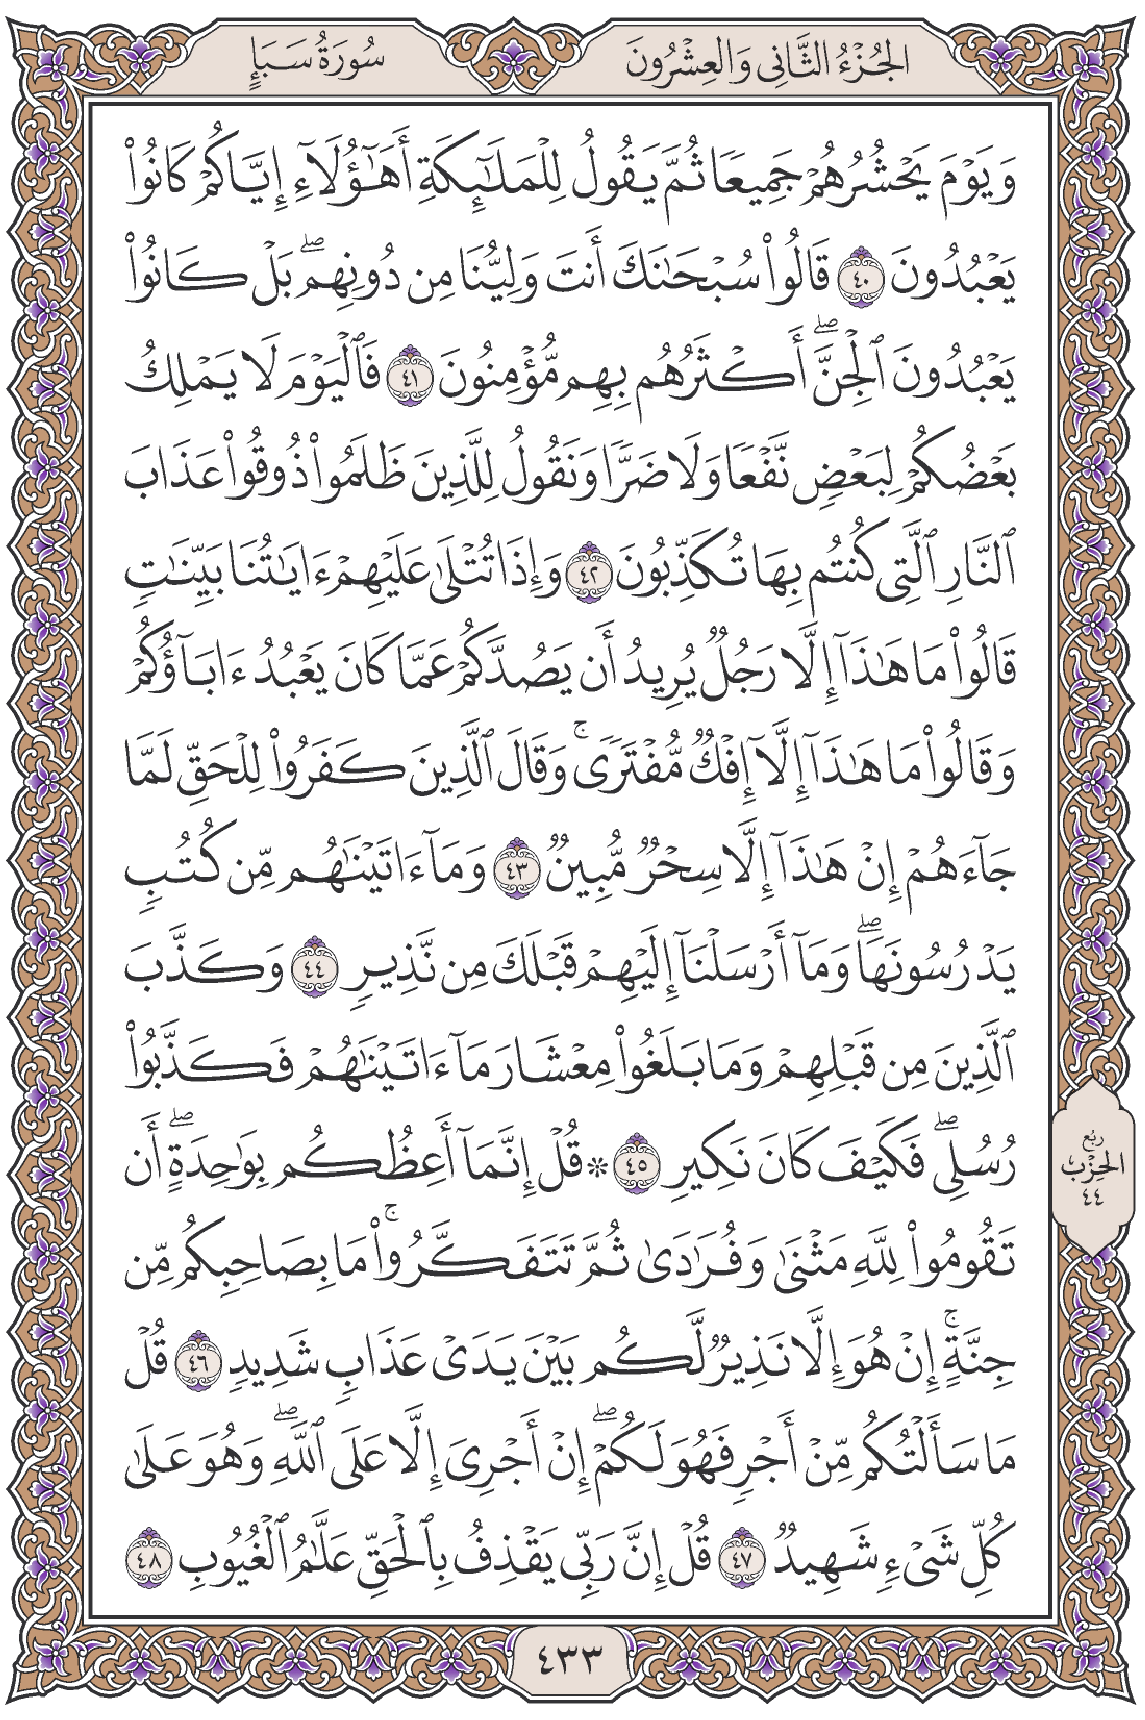 الجُزْءُ الثَّانِي وَالعِشْرُونَ
سُورَةُ سَبَإٍ
وَيَوْمَ يَحْشُرُهُمْ جَمِيعًا ثُمَّ يَقُولُ لِلْمَلَٰٓئِكَةِ أَهَٰٓؤُلَآءِ إِيَّاكُمْ كَانُوا۟
يَعْبُدُونَ ٤٠ قَالُوا۟ سُبْحَٰنَكَ أَنتَ وَلِيُّنَا مِن دُونِهِم ۖ بَلْ كَانُوا۟
يَعْبُدُونَ ٱلْجِنَّ ۖ أَكْثَرُهُم بِهِم مُّؤْمِنُونَ ٤١ فَٱلْيَوْمَ لَا يَمْلِكُ
بَعْضُكُمْ لِبَعْضٍ نَّفْعًا وَلَا ضَرًّا وَنَقُولُ لِلَّذِينَ ظَلَمُوا۟ ذُوقُوا۟ عَذَابَ
ٱلنَّارِ ٱلَّتِى كُنتُم بِهَا تُكَذِّبُونَ ٤٢ وَإِذَا تُتْلَىٰ عَلَيْهِمْ ءَايَٰتُنَا بَيِّنَٰتٍ
قَالُوا۟ مَا هَٰذَآ إِلَّا رَجُلٌ يُرِيدُ أَن يَصُدَّكُمْ عَمَّا كَانَ يَعْبُدُ ءَابَآؤُكُمْ
وَقَالُوا۟ مَا هَٰذَآ إِلَّآ إِفْكٌ مُّفْتَرًى ۚ وَقَالَ ٱلَّذِينَ كَفَرُوا۟ لِلْحَقِّ لَمَّا
جَآءَهُمْ إِنْ هَٰذَآ إِلَّا سِحْرٌ مُّبِينٌ ٤٣ وَمَآ ءَاتَيْنَٰهُم مِّن كُتُبٍ
يَدْرُسُونَهَا ۖ وَمَآ أَرْسَلْنَآ إِلَيْهِمْ قَبْلَكَ مِن نَّذِيرٍ ٤٤ وَكَذَّبَ
ٱلَّذِينَ مِن قَبْلِهِمْ وَمَا بَلَغُوا۟ مِعْشَارَ مَآ ءَاتَيْنَٰهُمْ فَكَذَّبُوا۟
رُسُلِى ۖ فَكَيْفَ كَانَ نَكِيرِ ٤٥ ۞ قُلْ إِنَّمَآ أَعِظُكُم بِوَٰحِدَةٍ ۖ أَن
تَقُومُوا۟ لِلَّهِ مَثْنَىٰ وَفُرَٰدَىٰ ثُمَّ تَتَفَكَّرُوا۟ ۚ مَا بِصَاحِبِكُم مِّن
جِنَّةٍ ۚ إِنْ هُوَ إِلَّا نَذِيرٌ لَّكُم بَيْنَ يَدَىْ عَذَابٍ شَدِيدٍ ٤٦ قُلْ
مَا سَأَلْتُكُم مِّنْ أَجْرٍ فَهُوَ لَكُمْ ۖ إِنْ أَجْرِىَ إِلَّا عَلَى ٱللَّهِ ۖ وَهُوَ عَلَىٰ
كُلِّ شَىْءٍ شَهِيدٌ ٤٧ قُلْ إِنَّ رَبِّى يَقْذِفُ بِٱلْحَقِّ عَلَّٰمُ ٱلْغُيُوبِ ٤٨
رُبُع
الحِزْب
٤٤
٤٣٣